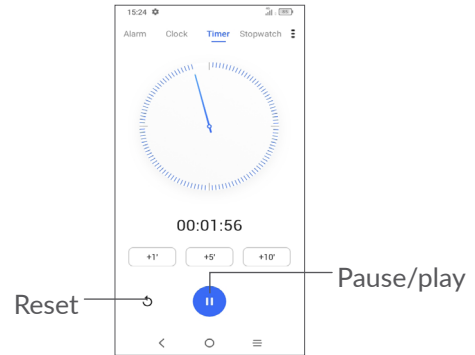 15:24
Alarm Clock Timer Stopwatch
00:01:56
+1' +5' +10'
Reset
Pause/play